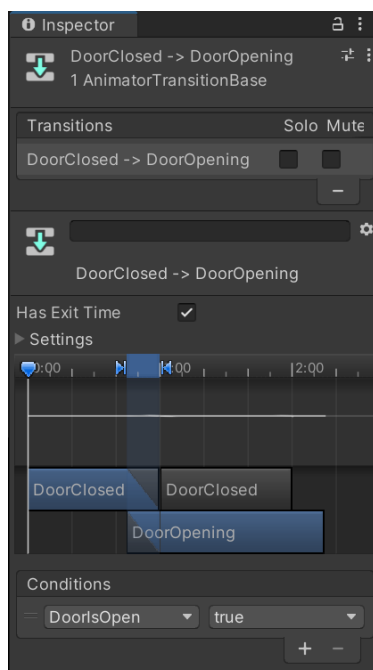 Inspector
DoorClosed -> DoorOpening
1 AnimatorTransitionBase
Transitions Solo Mute
DoorClosed -> DoorOpening
DoorClosed -> DoorOpening
Has Exit Time
Settings
0:00 1:00 2:00
DoorClosed DoorClosed
DoorOpening
Conditions
DoorIsOpen true